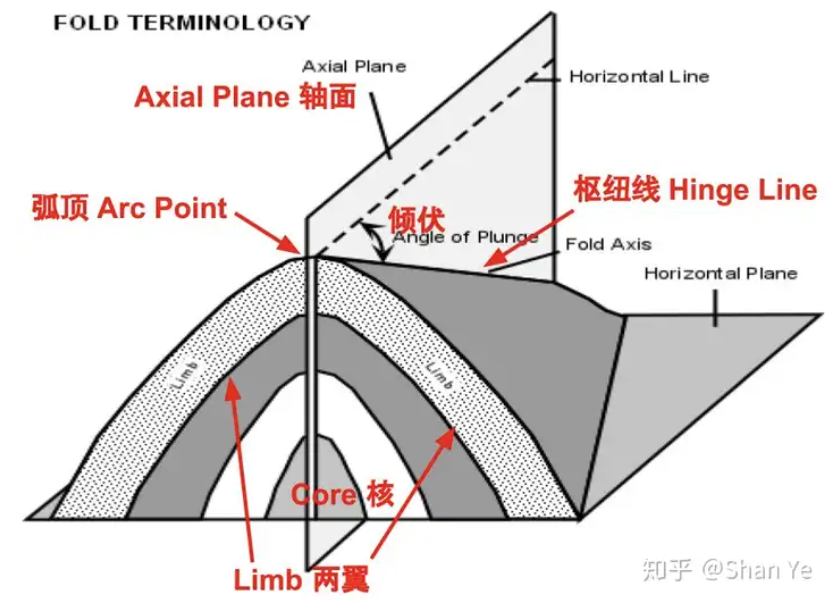 FOLD TERMINOLOGY
Axial Plane
Axial Plane 轴面
Horizontal Line
弧顶 Arc Point
倾伏
枢纽线 Hinge Line
Angle of Plunge
Fold Axis
Horizontal Plane
Limb
Limb
Core 核
Limb 两翼
知乎 @Shan Ye